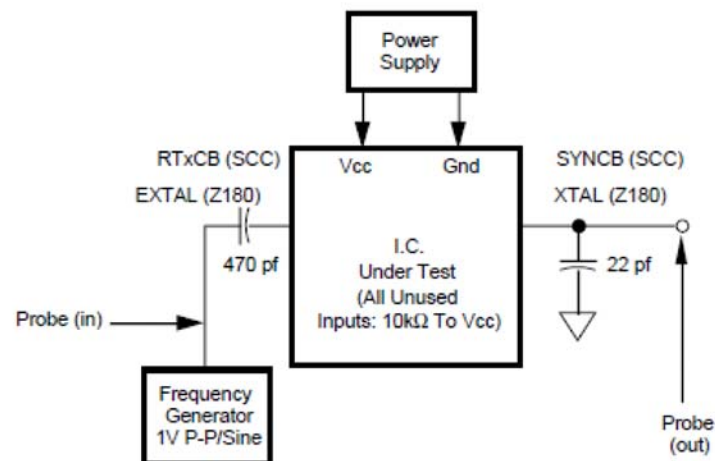 Power
Supply
RTxCB (SCC)
EXTAL (Z180)
470 pf
Vcc
Gnd
SYNCB (SCC)
XTAL (Z180)
I.C.
Under Test
(All Unused
Inputs: 10kΩ To Vcc)
22 pf
Probe (in)
Frequency
Generator
1V P-P/Sine
Probe
(out)